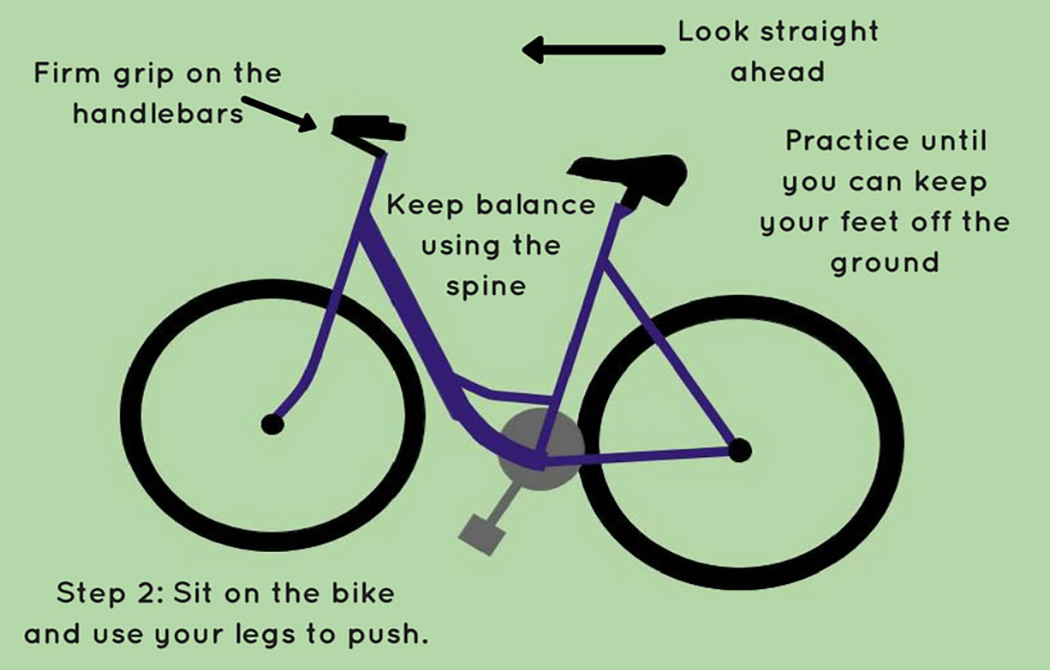 Look straight
ahead
Firm grip on the
handlebars
Practice until
you can keep
your feet off the
ground
Keep balance
using the
spine
Step 2: Sit on the bike
and use your legs to push.